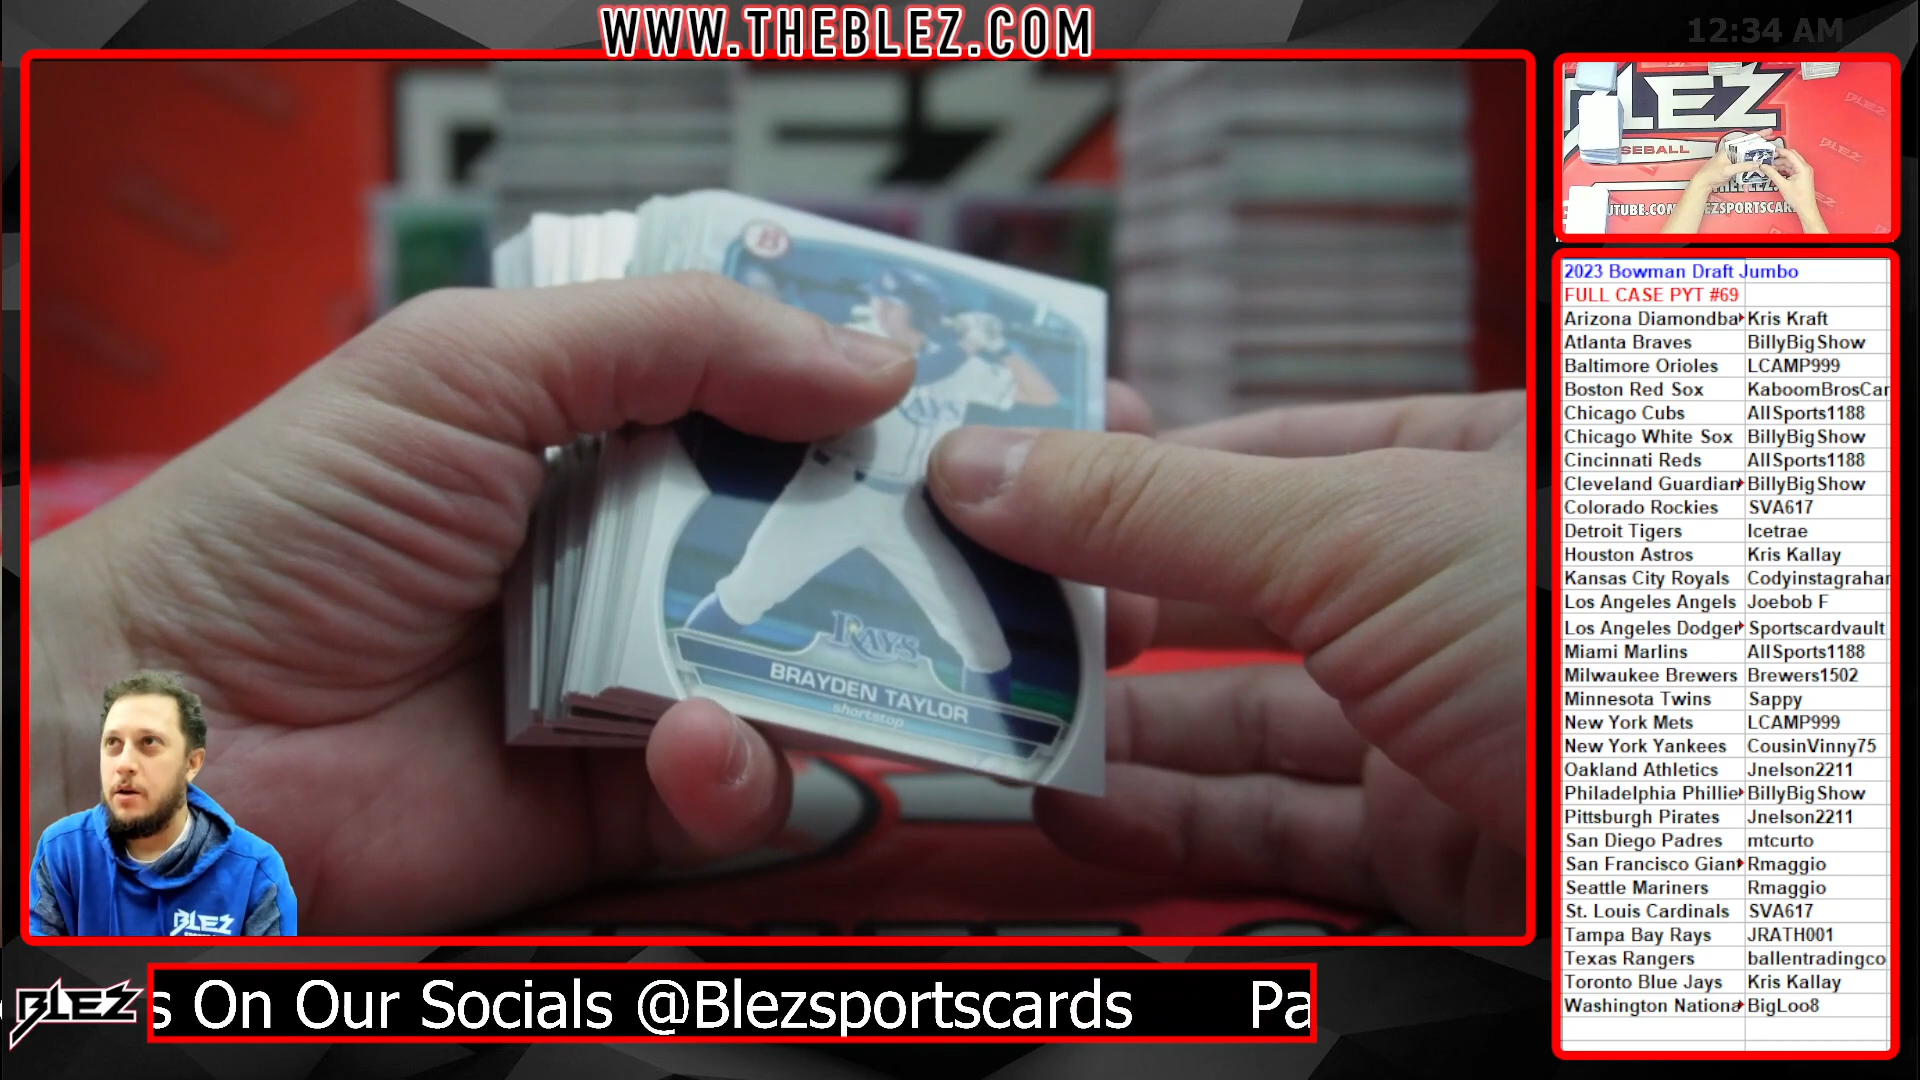 WWW.THEBLEZ.COM
12:34 AM
B
RAYS
RAYS
BRAYDEN TAYLOR
shortstop
BLEZ
BLEZ
BLEZ
SEBALL
UTUBE.COM
EZSPORTSCAR
2023 Bowman Draft Jumbo
FULL CASE PYT #69
Arizona Diamondba Kris Kraft
Atlanta Braves BillyBigShow
Baltimore Orioles LCAMP999
Boston Red Sox KaboomBrosCar
Chicago Cubs AllSports1188
Chicago White Sox BillyBigShow
Cincinnati Reds AllSports1188
Cleveland Guardian BillyBigShow
Colorado Rockies SVA617
Detroit Tigers Icetrae
Houston Astros Kris Kallay
Kansas City Royals Codyinstagrahar
Los Angeles Angels Joebob F
Los Angeles Dodger Sportscardvault
Miami Marlins AllSports1188
Milwaukee Brewers Brewers1502
Minnesota Twins Sappy
New York Mets LCAMP999
New York Yankees CousinVinny75
Oakland Athletics Jnelson2211
Philadelphia Phillie BillyBigShow
Pittsburgh Pirates Jnelson2211
San Diego Padres mtcurto
San Francisco Giant Rmaggio
Seattle Mariners Rmaggio
St. Louis Cardinals SVA617
Tampa Bay Rays JRATH001
Texas Rangers ballentradingco
Toronto Blue Jays Kris Kallay
Washington Nationa BigLoo8
BLEZ
BLEZ
s On Our Socials @Blezsportscards Pa